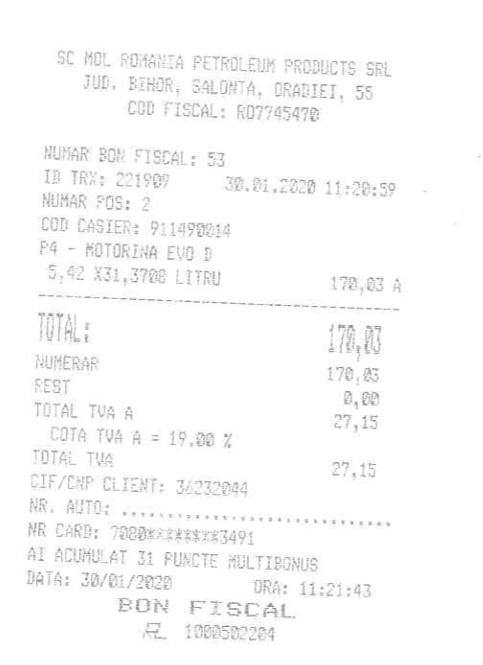 SC MOL ROMANIA PETROLEUM PRODUCTS SRL
JUD. BIHOR, SALONTA, ORADIEI, 55
COD FISCAL: RO7745470
NUMAR BON FISCAL: 53
ID TRX: 221909 30.01.2020 11:20:59
NUMAR POS: 2
COD CASIER: 911490014
P4 - MOTORINA EVO D
5,42 X31,3708 LITRU 170,03 A
TOTAL: 170,03
NUMERAR 170,03
REST 0,00
TOTAL TVA A 27,15
COTA TVA A = 19.00 %
TOTAL TVA 27,15
CIF/CNP CLIENT: 36232044
NR. AUTO: ..............................
NR CARD: 7080********3491
AI ACUMULAT 31 PUNCTE MULTIBONUS
DATA: 30/01/2020 ORA: 11:21:43
BON FISCAL
1000502204